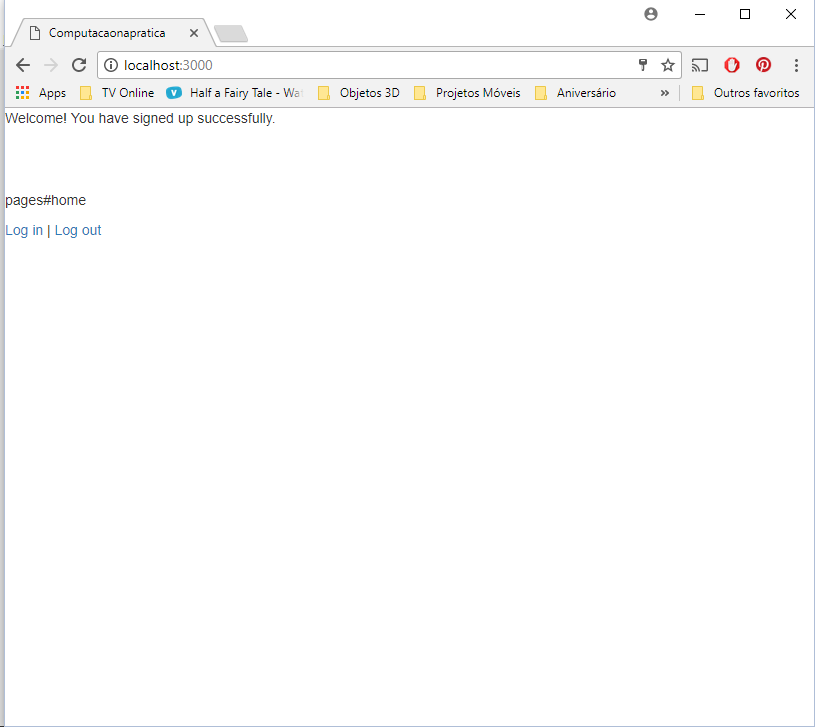 Computacaonapratica
localhost:3000
Apps TV Online Half a Fairy Tale - Wa Objetos 3D Projetos Móveis Aniversário » Outros favoritos
Welcome! You have signed up successfully.
pages#home
Log in | Log out